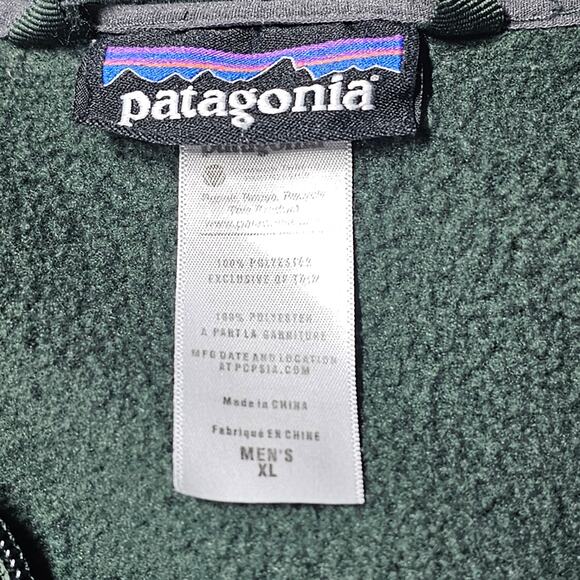 patagonia
100% POLYESTER
EXCLUSIVE OF TRIM
100% POLYESTER
A PART LA GARNITURE
MFG DATE AND LOCATION
AT PCPSIA.COM
Made in CHINA
Fabriqué EN CHINE
MEN'S
XL